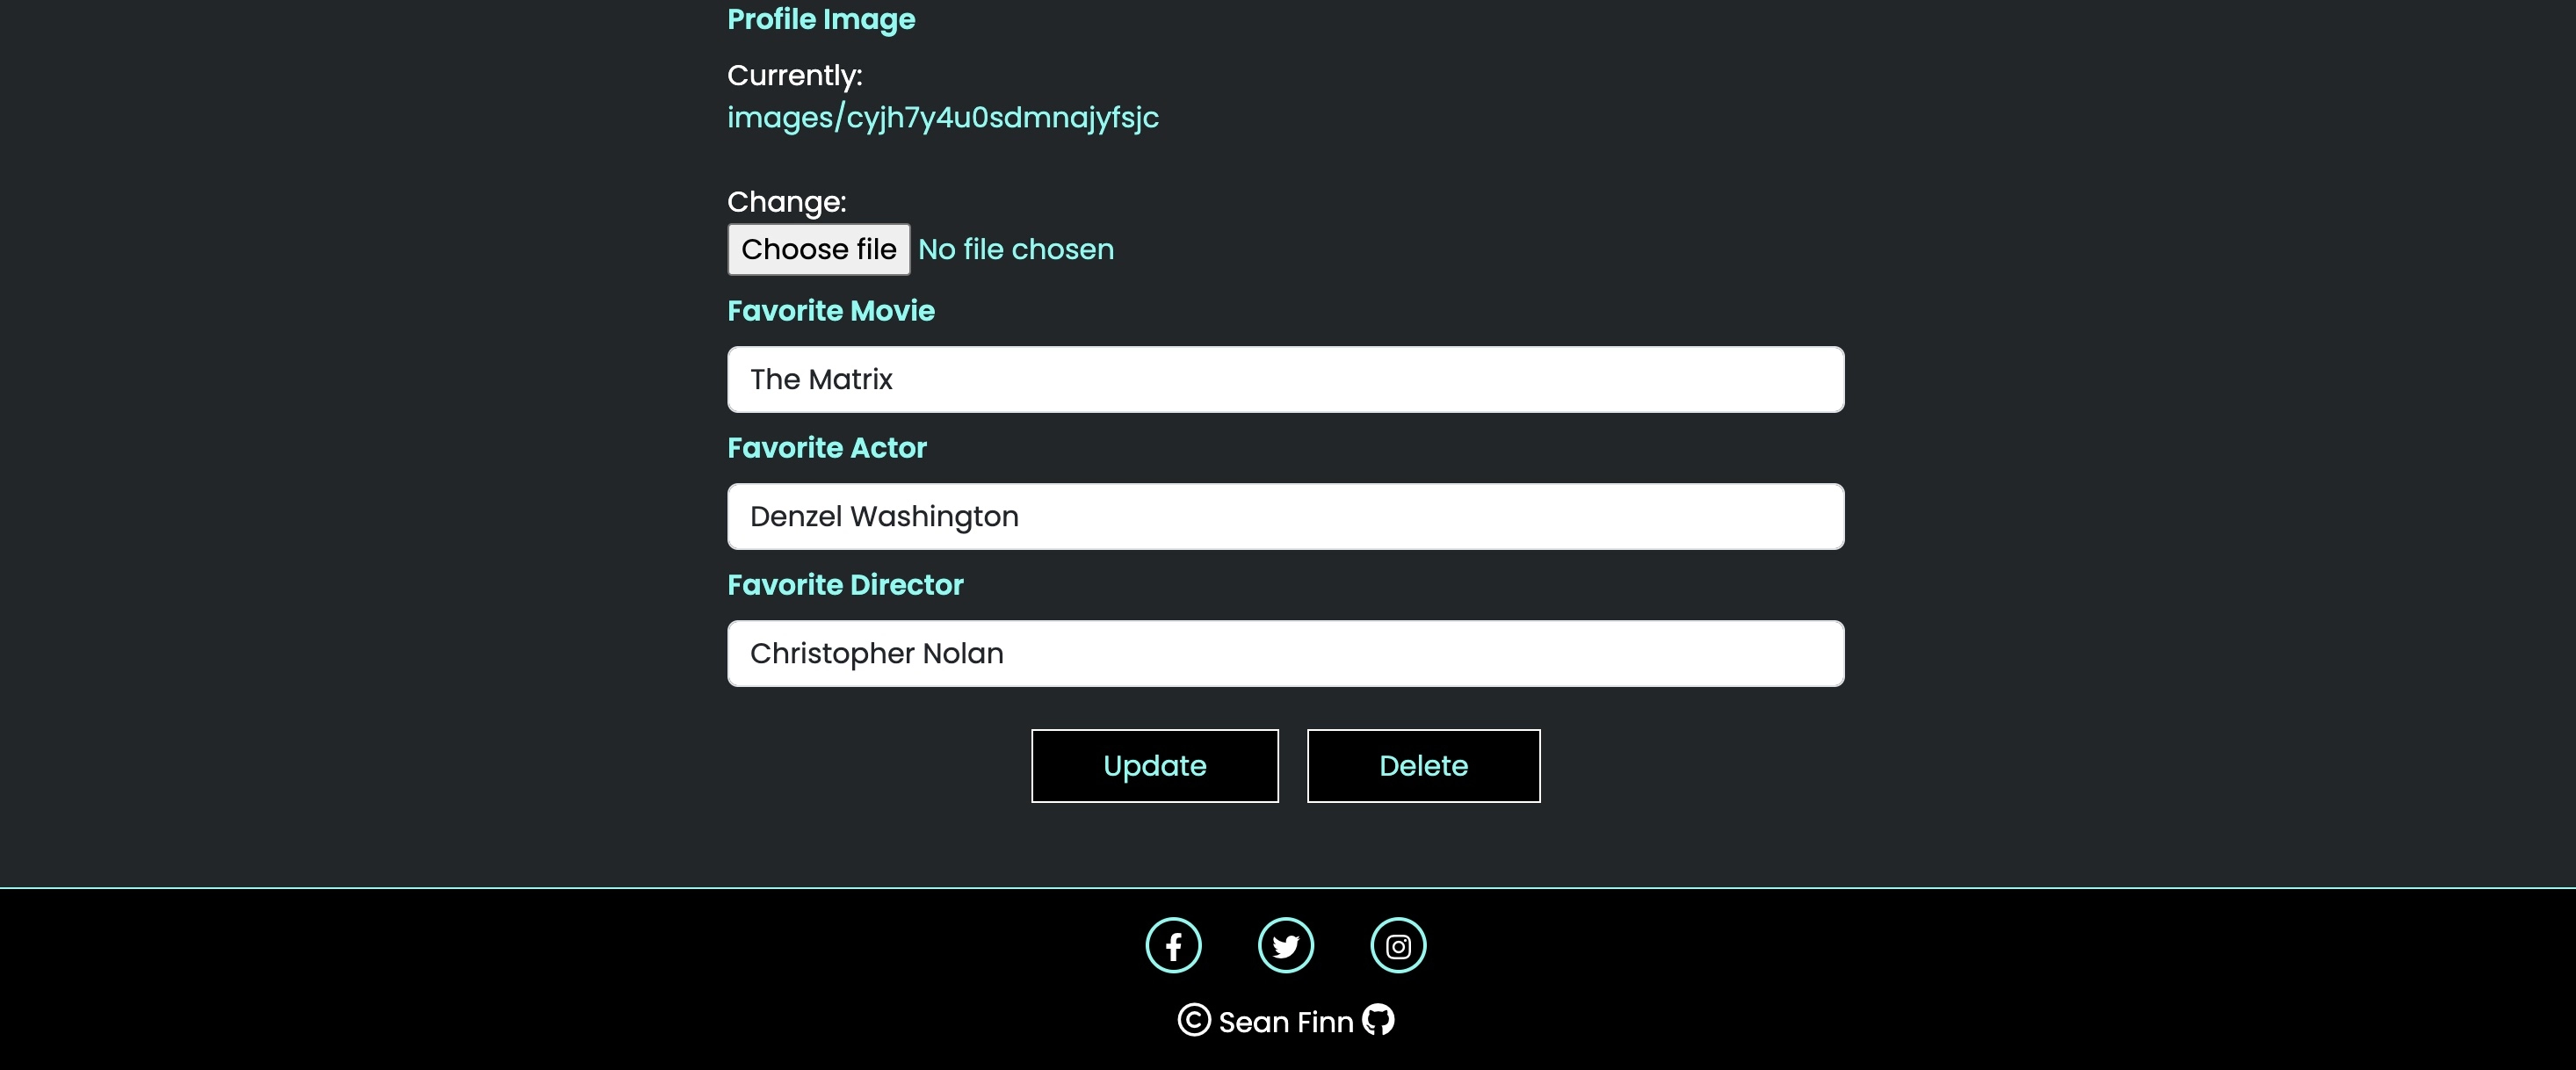 Profile Image
Currently:
images/cyjh7y4u0sdmnajyfsjc
Change:
Choose file No file chosen
Favorite Movie
The Matrix
Favorite Actor
Denzel Washington
Favorite Director
Christopher Nolan
Update Delete
© Sean Finn